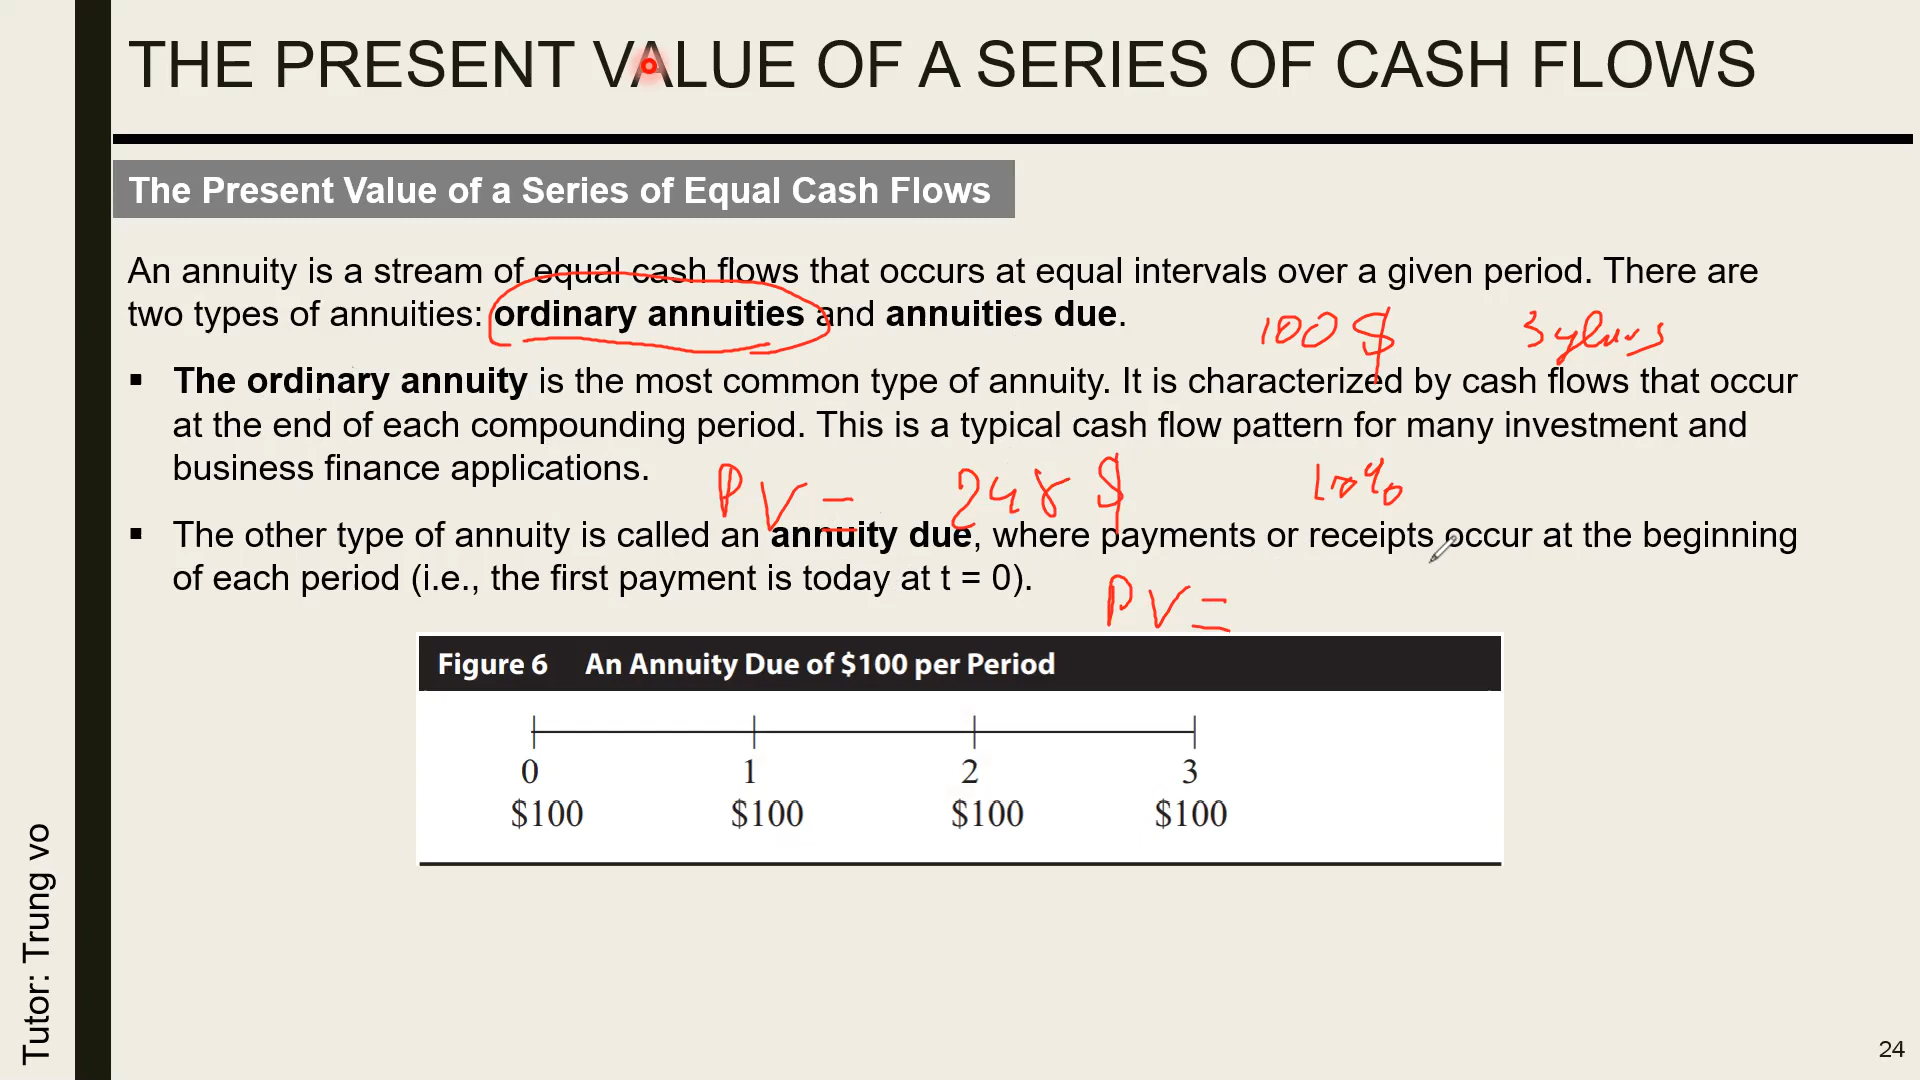 THE PRESENT VALUE OF A SERIES OF CASH FLOWS
The Present Value of a Series of Equal Cash Flows
An annuity is a stream of equal cash flows that occurs at equal intervals over a given period. There are
two types of annuities: ordinary annuities and annuities due.
100 $
▪ The ordinary annuity is the most common type of annuity. It is characterized by cash flows that occur
at the end of each compounding period. This is a typical cash flow pattern for many investment and
business finance applications.
PV = 248 $ 10%
▪ The other type of annuity is called an annuity due, where payments or receipts occur at the beginning
of each period (i.e., the first payment is today at t = 0).
PV =
Figure 6 An Annuity Due of $100 per Period
0 1 2 3
$100 $100 $100 $100
Tutor: Trung vo
24